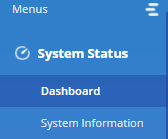 Menus
System Status
Dashboard
System Information